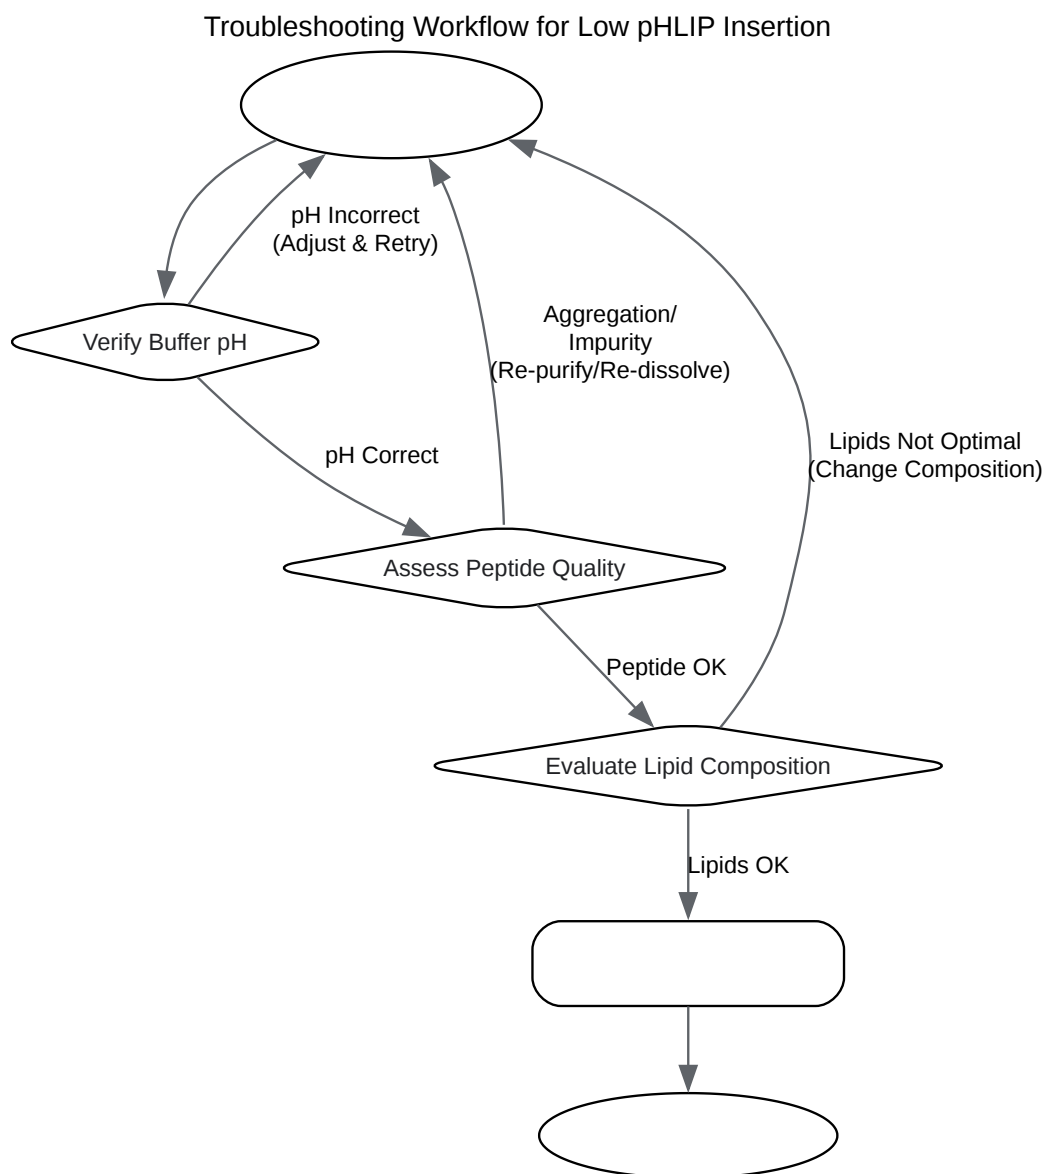 Troubleshooting Workflow for Low pHLIP Insertion
pH Incorrect
(Adjust & Retry)
Verify Buffer pH
Aggregation/
Impurity
(Re-purify/Re-dissolve)
Lipids Not Optimal
(Change Composition)
pH Correct
Assess Peptide Quality
Peptide OK
Evaluate Lipid Composition
Lipids OK